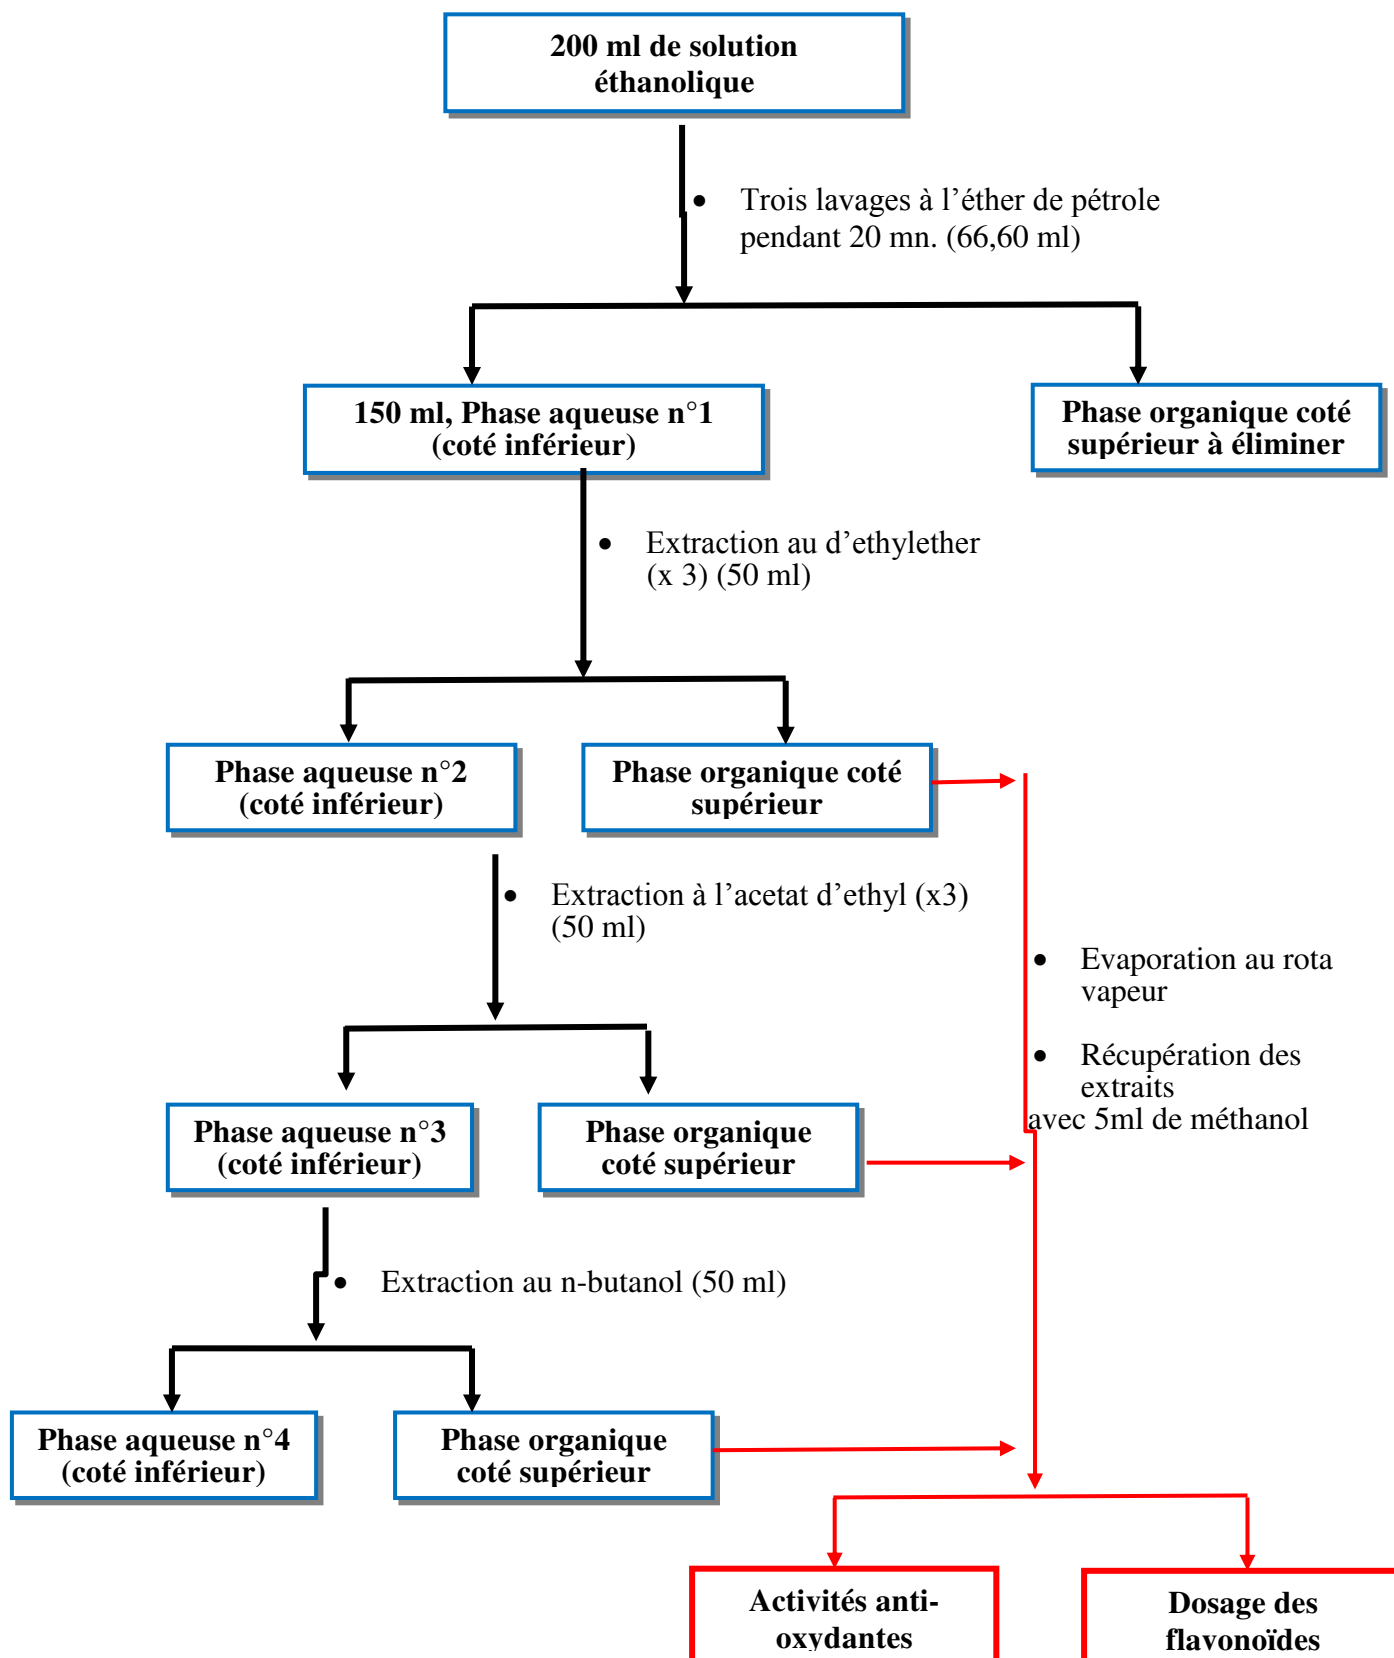 200 ml de solution
éthanolique
• Trois lavages à l’éther de pétrole
pendant 20 mn. (66,60 ml)
150 ml, Phase aqueuse n°1
(coté inférieur)
Phase organique coté
supérieur à éliminer
• Extraction au d’ethylether
(x 3) (50 ml)
Phase aqueuse n°2
(coté inférieur)
Phase organique coté
supérieur
• Extraction à l’acetat d’ethyl (x3)
(50 ml)
• Evaporation au rota
vapeur
• Récupération des
extraits
avec 5ml de méthanol
Phase aqueuse n°3
(coté inférieur)
Phase organique
coté supérieur
• Extraction au n-butanol (50 ml)
Phase aqueuse n°4
(coté inférieur)
Phase organique
coté supérieur
Activités anti-
oxydantes
Dosage des
flavonoïdes